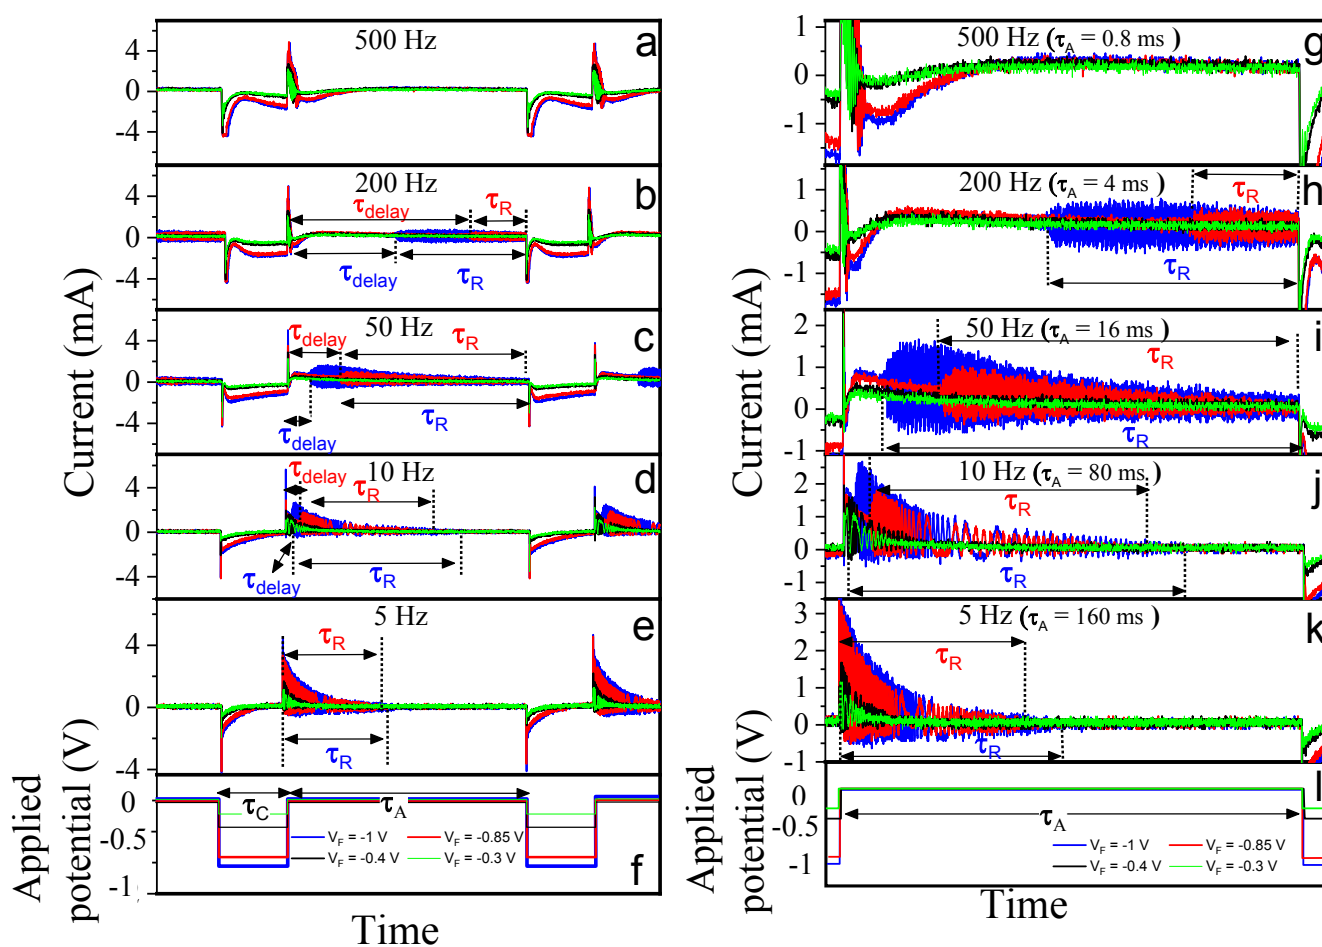 Current (mA)
Applied
potential (V)
4
0
-4
500 Hz
a
4
0
-4
200 Hz
b
τdelay
τR
τdelay
τR
4
0
-4
50 Hz
c
τdelay
τR
τdelay
τR
4
0
-4
10 Hz
d
τdelay
τR
τdelay
τR
4
0
-4
5 Hz
e
τR
τR
0
-0.5
-1
τC
τA
VF = -1 V
VF = -0.85 V
VF = -0.4 V
VF = -0.3 V
f
Time
Current (mA)
Applied
potential (V)
1
0
-1
500 Hz (τA = 0.8 ms)
g
1
0
-1
200 Hz (τA = 4 ms)
h
τR
τR
2
1
0
-1
50 Hz (τA = 16 ms)
i
τR
τR
2
1
0
-1
10 Hz (τA = 80 ms)
j
τR
τR
3
2
1
0
-1
5 Hz (τA = 160 ms)
k
τR
τR
0
-0.5
-1
τA
VF = -1 V
VF = -0.85 V
VF = -0.4 V
VF = -0.3 V
l
Time